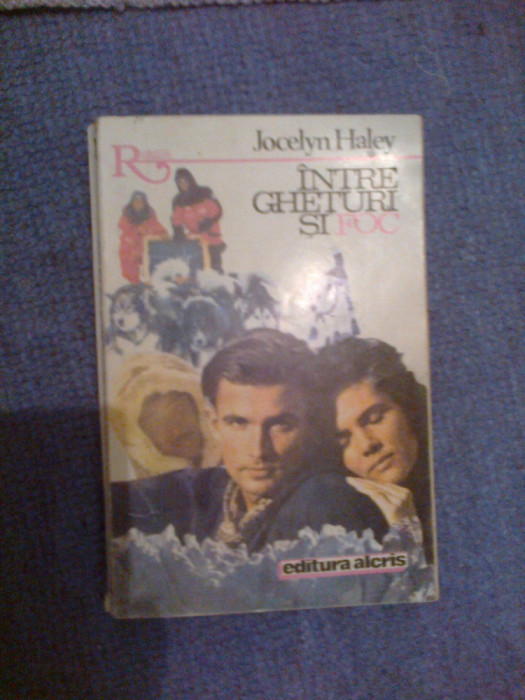 Jocelyn Haley
R
ÎNTRE
GHEȚURI
ȘI FOC
editura alcris